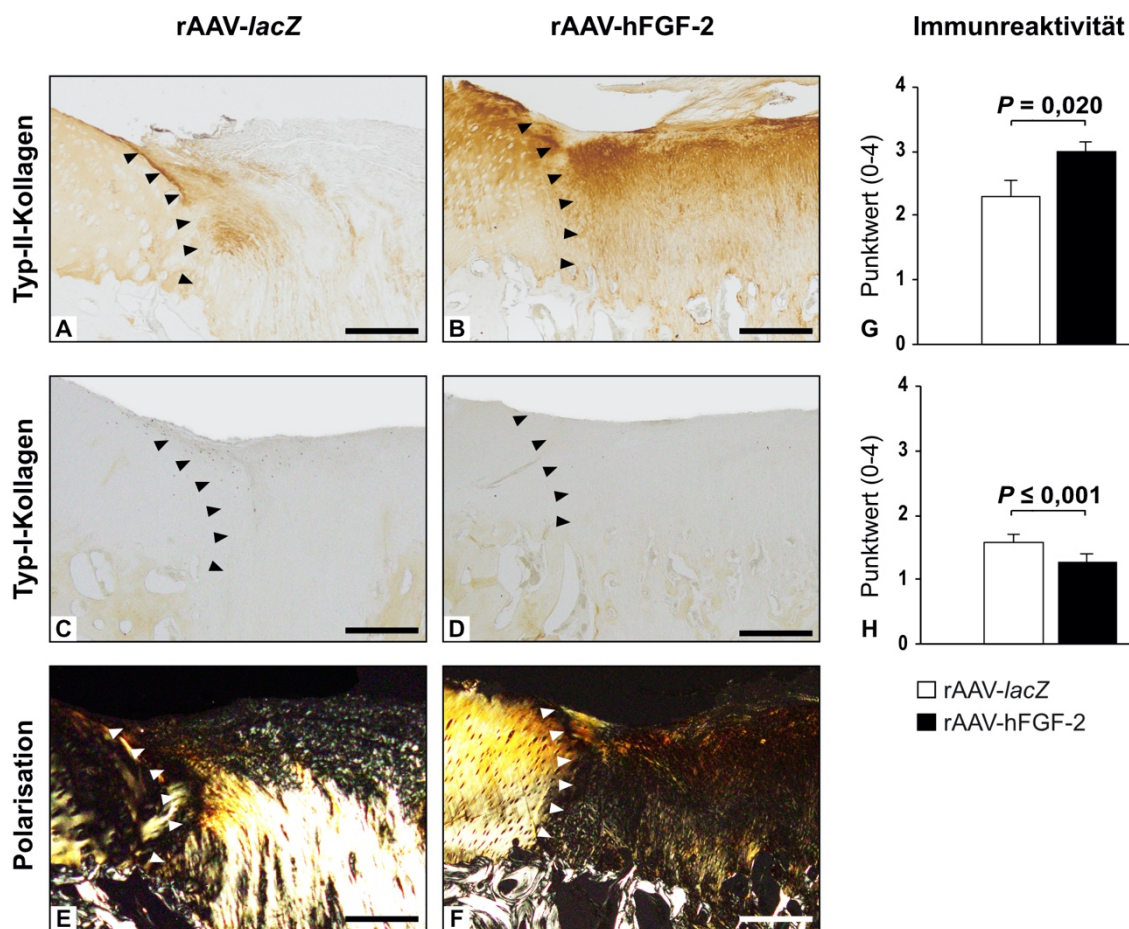 rAAV-lacZ
rAAV-hFGF-2
Immunreaktivität
Typ-II-Kollagen
A
B
4
3
2
1
0
Punktwert (0-4)
P = 0,020
G
Typ-I-Kollagen
C
D
4
3
2
1
0
Punktwert (0-4)
P ≤ 0,001
H
Polarisation
E
F
rAAV-lacZ
rAAV-hFGF-2